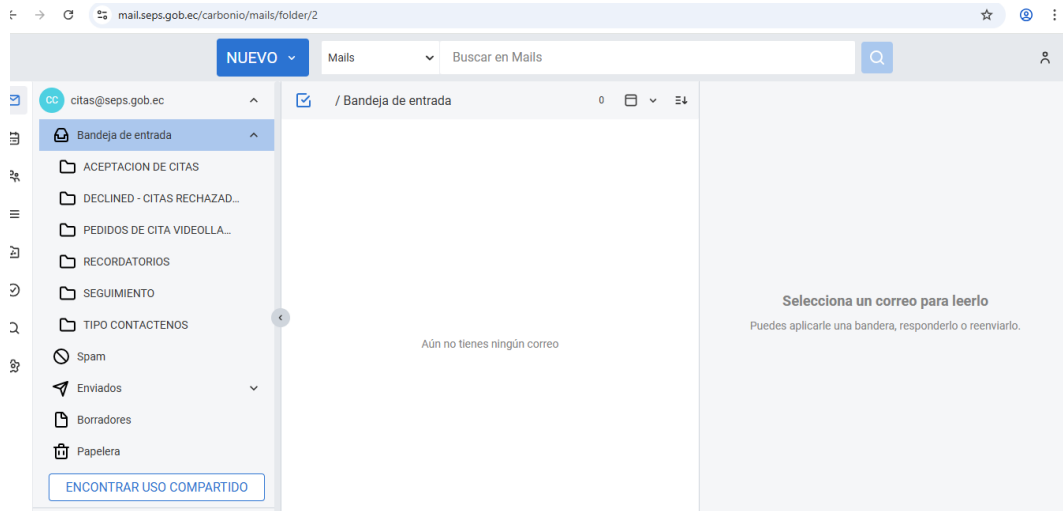 mail.seps.gob.ec/carbonio/mails/folder/2
NUEVO
Mails
Buscar en Mails
CC
citas@seps.gob.ec
Bandeja de entrada
ACEPTACION DE CITAS
DECLINED - CITAS RECHAZAD...
PEDIDOS DE CITA VIDEOLLA...
RECORDATORIOS
SEGUIMIENTO
TIPO CONTACTENOS
Spam
Enviados
Borradores
Papelera
ENCONTRAR USO COMPARTIDO
/ Bandeja de entrada
0
Aún no tienes ningún correo
Selecciona un correo para leerlo
Puedes aplicarle una bandera, responderlo o reenviarlo.